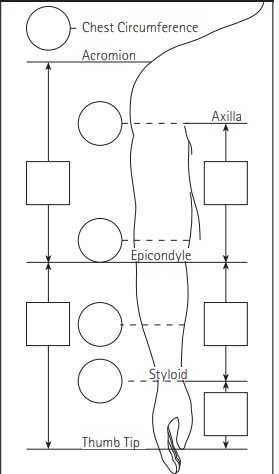 Chest Circumference
Acromion
Axilla
Epicondyle
Styloid
Thumb Tip